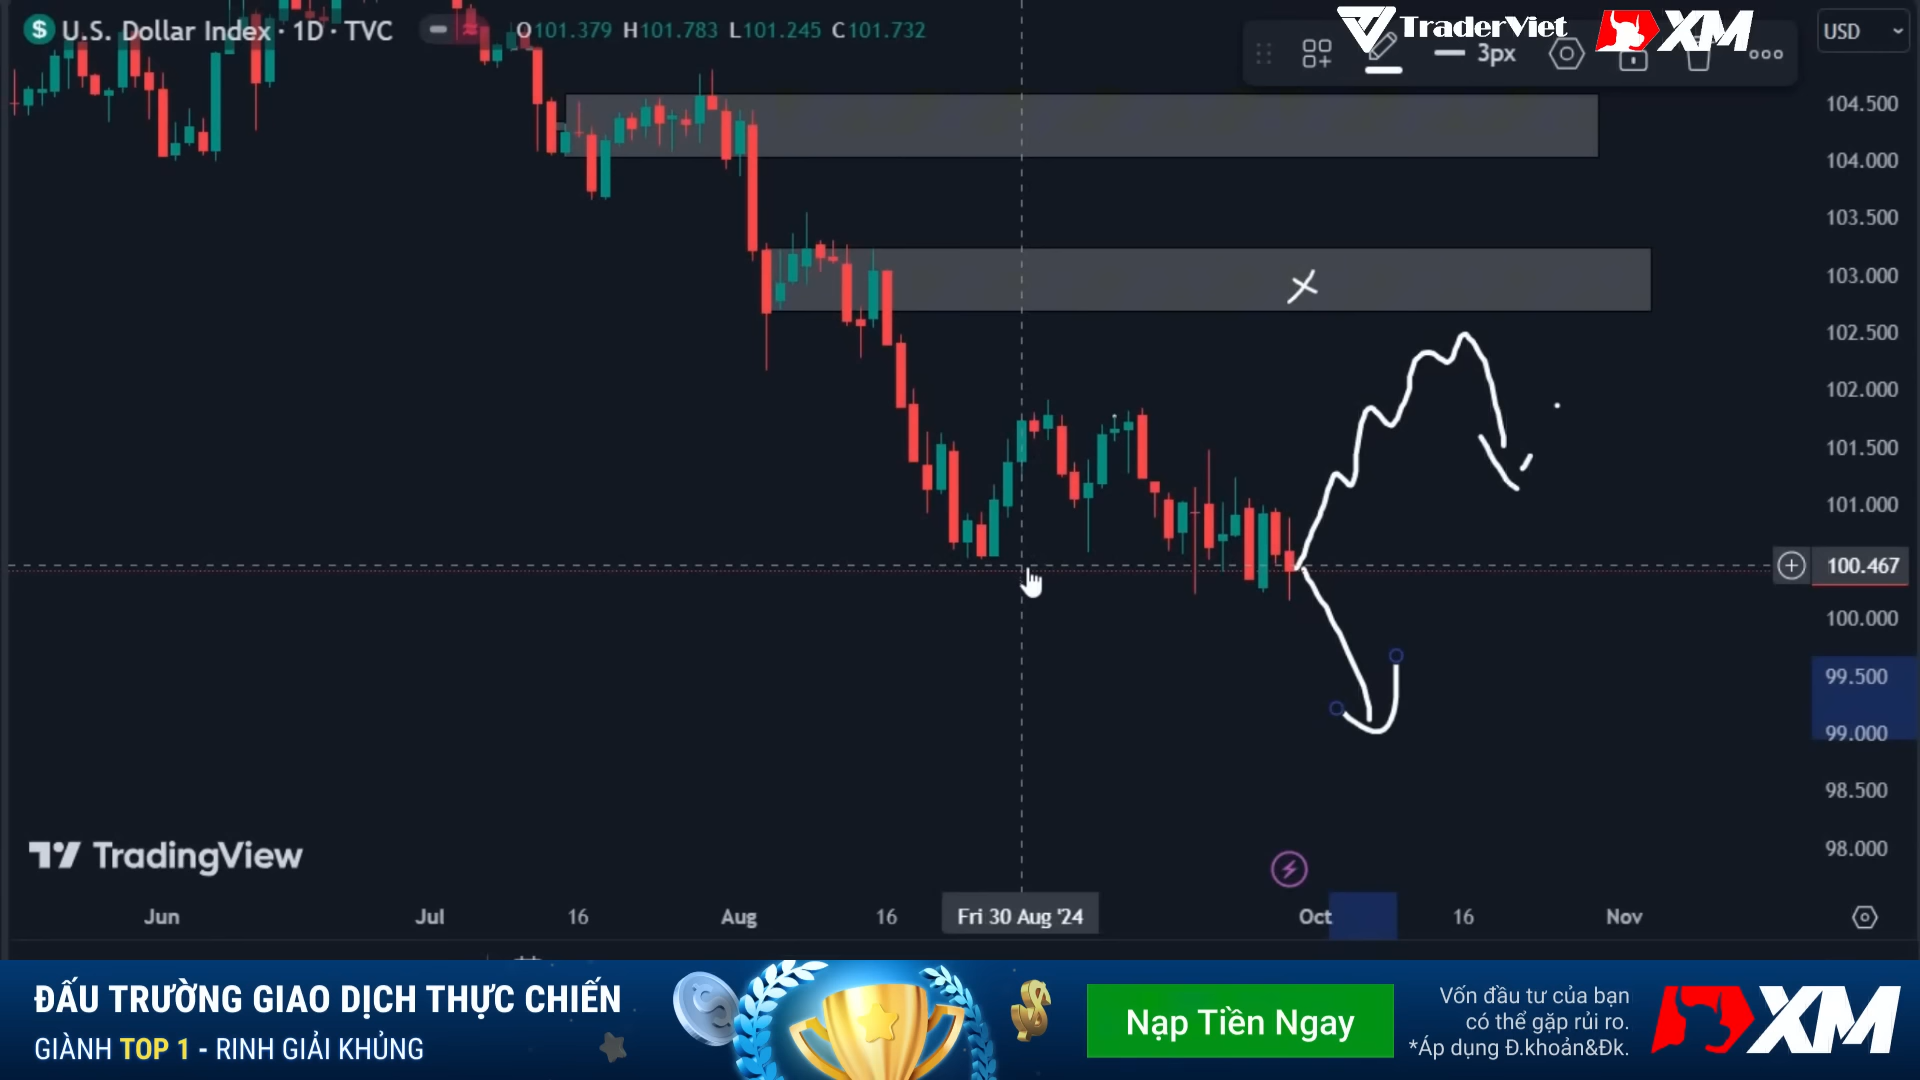 U.S. Dollar Index · 1D · TVC
O101.379 H101.783 L101.245 C101.732
3px
TraderViet
XM
USD
104.500
104.000
103.500
103.000
102.500
102.000
101.500
101.000
100.467
100.000
99.500
99.000
98.500
98.000
TradingView
Jun
Jul
16
Aug
16
Fri 30 Aug '24
Oct
16
Nov
ĐẤU TRƯỜNG GIAO DỊCH THỰC CHIẾN
GIÀNH TOP 1 - RINH GIẢI KHỦNG
Nạp Tiền Ngay
Vốn đầu tư của bạn
có thể gặp rủi ro.
*Áp dụng Đ.khoản&Đk.
XM